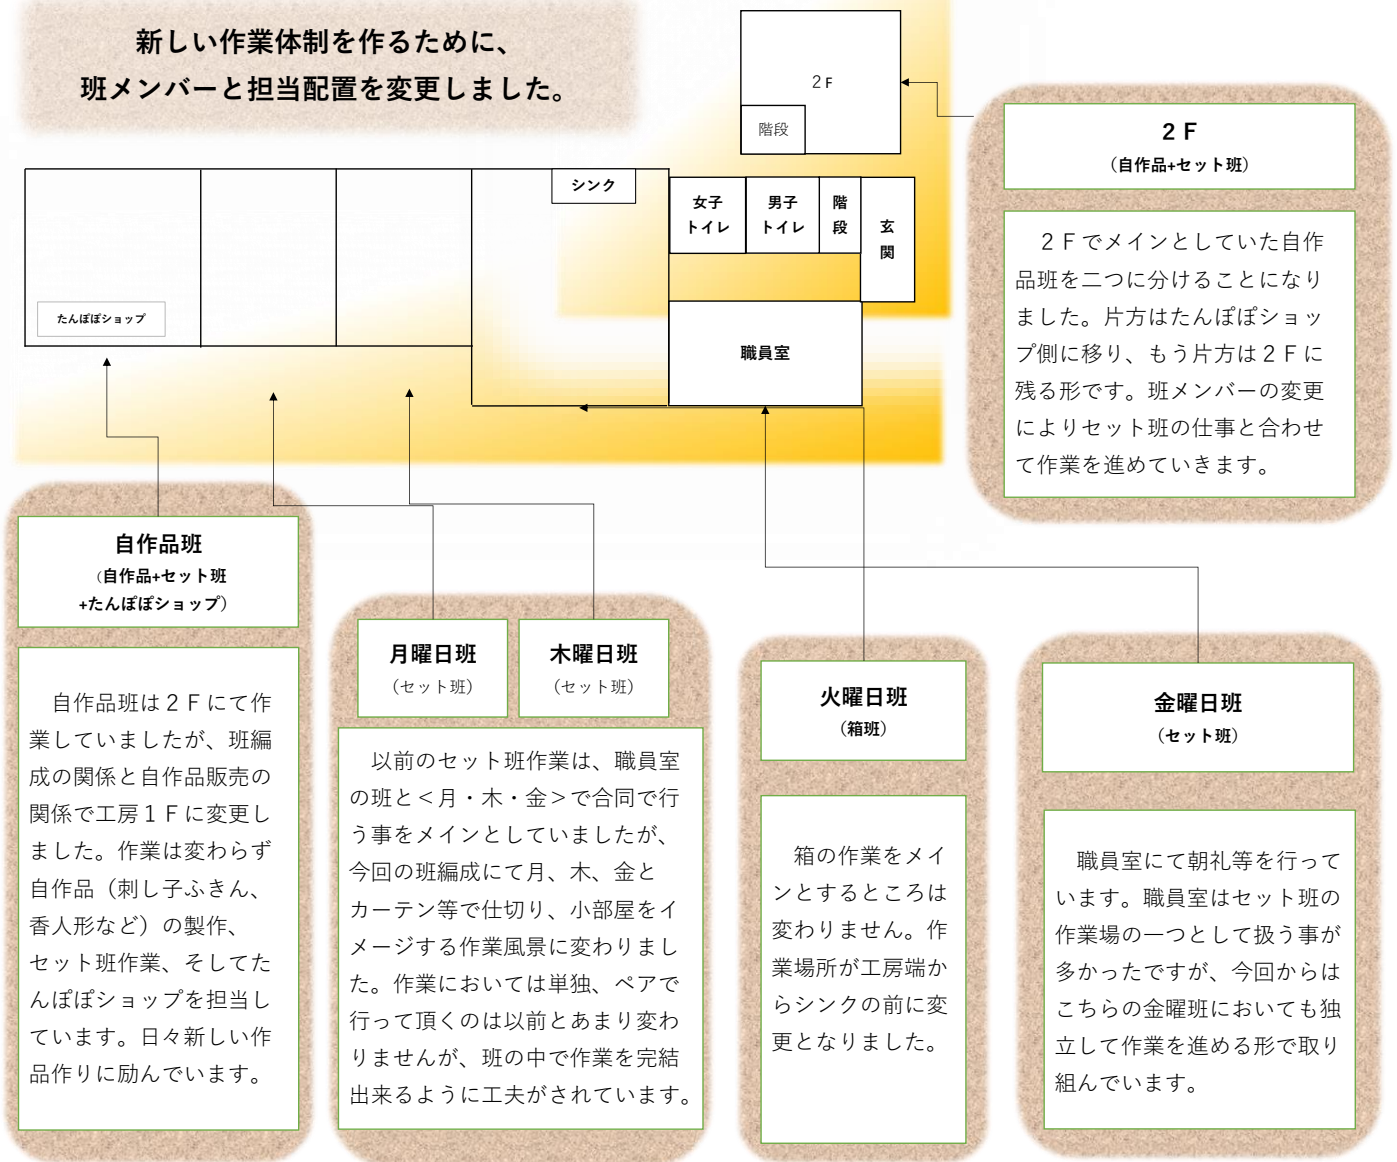 新しい作業体制を作るために、
班メンバーと担当配置を変更しました。
２Ｆ
階段
シンク
女子
トイレ
男子
トイレ
階
段
玄
関
たんぽぽショップ
職員室
２Ｆ
（自作品+セット班）
２Ｆでメインとしていた自作
品班を二つに分けることになり
ました。片方はたんぽぽショッ
プ側に移り、もう片方は２Ｆに
残る形です。班メンバーの変更
によりセット班の仕事と合わせ
て作業を進めていきます。
自作品班
（自作品+セット班
+たんぽぽショップ）
自作品班は２Ｆにて作
業していましたが、班編
成の関係と自作品販売の
関係で工房１Ｆに変更し
ました。作業は変わらず
自作品（刺し子ふきん、
香人形など）の製作、
セット班作業、そしてた
んぽぽショップを担当し
ています。日々新しい作
品作りに励んでいます。
月曜日班
（セット班）
木曜日班
（セット班）
以前のセット班作業は、職員室
の班と＜月・木・金＞で合同で行
う事をメインとしていましたが、
今回の班編成にて月、木、金と
カーテン等で仕切り、小部屋をイ
メージする作業風景に変わりまし
た。作業においては単独、ペアで
行って頂くのは以前とあまり変わ
りませんが、班の中で作業を完結
出来るように工夫がされています。
火曜日班
（箱班）
箱の作業をメイ
ンとするところは
変わりません。作
業場所が工房端か
らシンクの前に変
更となりました。
金曜日班
（セット班）
職員室にて朝礼等を行って
います。職員室はセット班の
作業場の一つとして扱う事が
多かったですが、今回からは
こちらの金曜班においても独
立して作業を進める形で取り
組んでいます。